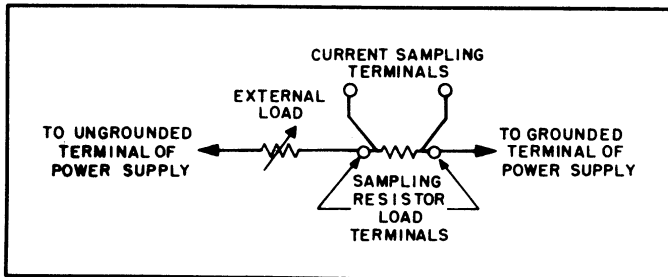 CURRENT SAMPLING
TERMINALS
EXTERNAL
LOAD
TO UNGROUNDED
TERMINAL OF
POWER SUPPLY
TO GROUNDED
TERMINAL OF
POWER SUPPLY
SAMPLING
RESISTOR
LOAD
TERMINALS